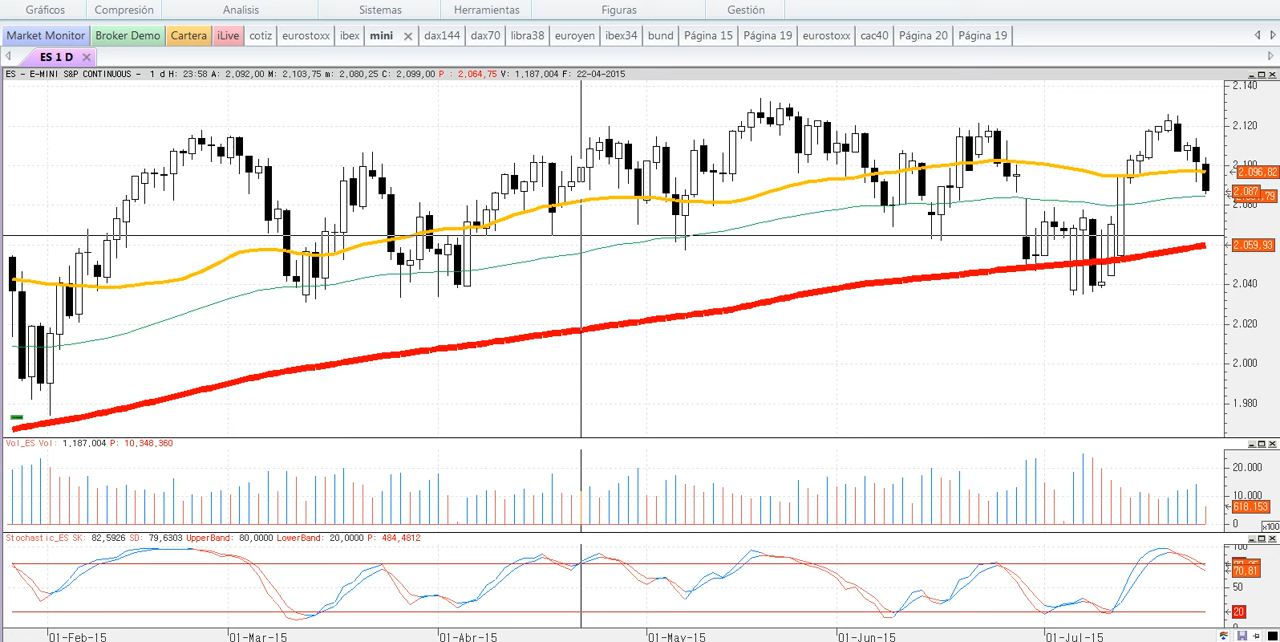 Gráficos Compresión Analisis Sistemas Herramientas Figuras Gestión
Market Monitor Broker Demo Cartera iLive cotiz eurostoxx ibex mini dax144 dax70 libra38 euroyen ibex34 bund Página 15 Página 19 eurostoxx cac40 Página 20 Página 19
ES 1 D
ES - E-MINI S&P CONTINUOUS - 1 d H: 23:58 A: 2,092,00 M: 2,103,75 m: 2,080,25 C: 2,099,00 P : 2,064,75 V: 1,187,004 F: 22-04-2015
2.140
2.120
2.100
2.096,82
2.087
2.080
2.059,93
2.040
2.020
2.000
1.980
Vol_ES Vol: 1,187,004 P: 10,348,360
20.000
10.000
618.153
0
x100
Stochastic_ES SK: 82,5926 SD: 79,6303 UpperBand: 80,0000 LowerBand: 20,0000 P: 484,4812
100
70,81
50
20
0
01-Feb-15 01-Mar-15 01-Abr-15 01-May-15 01-Jun-15 01-Jul-15